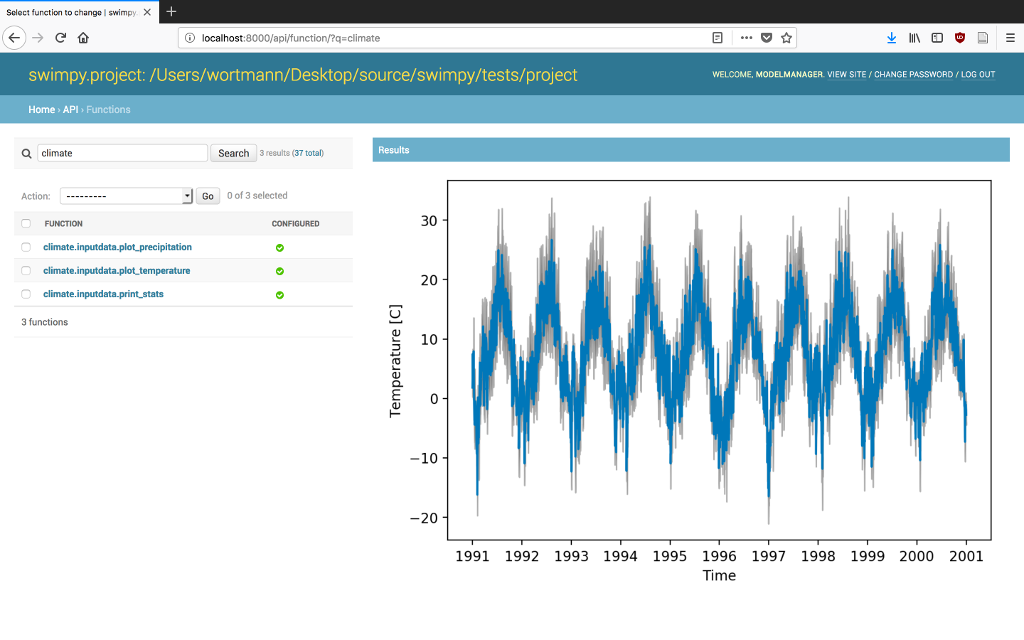 Select function to change | swimpy.
localhost:8000/api/function/?q=climate
swimpy.project: /Users/wortmann/Desktop/source/swimpy/tests/project
WELCOME, MODELMANAGER. VIEW SITE / CHANGE PASSWORD / LOG OUT
Home › API › Functions
climate Search 3 results (37 total)
Action: --------- Go 0 of 3 selected
FUNCTION CONFIGURED
climate.inputdata.plot_precipitation
climate.inputdata.plot_temperature
climate.inputdata.print_stats
3 functions
Results
Temperature [C]
30
20
10
0
−10
−20
1991 1992 1993 1994 1995 1996 1997 1998 1999 2000 2001
Time